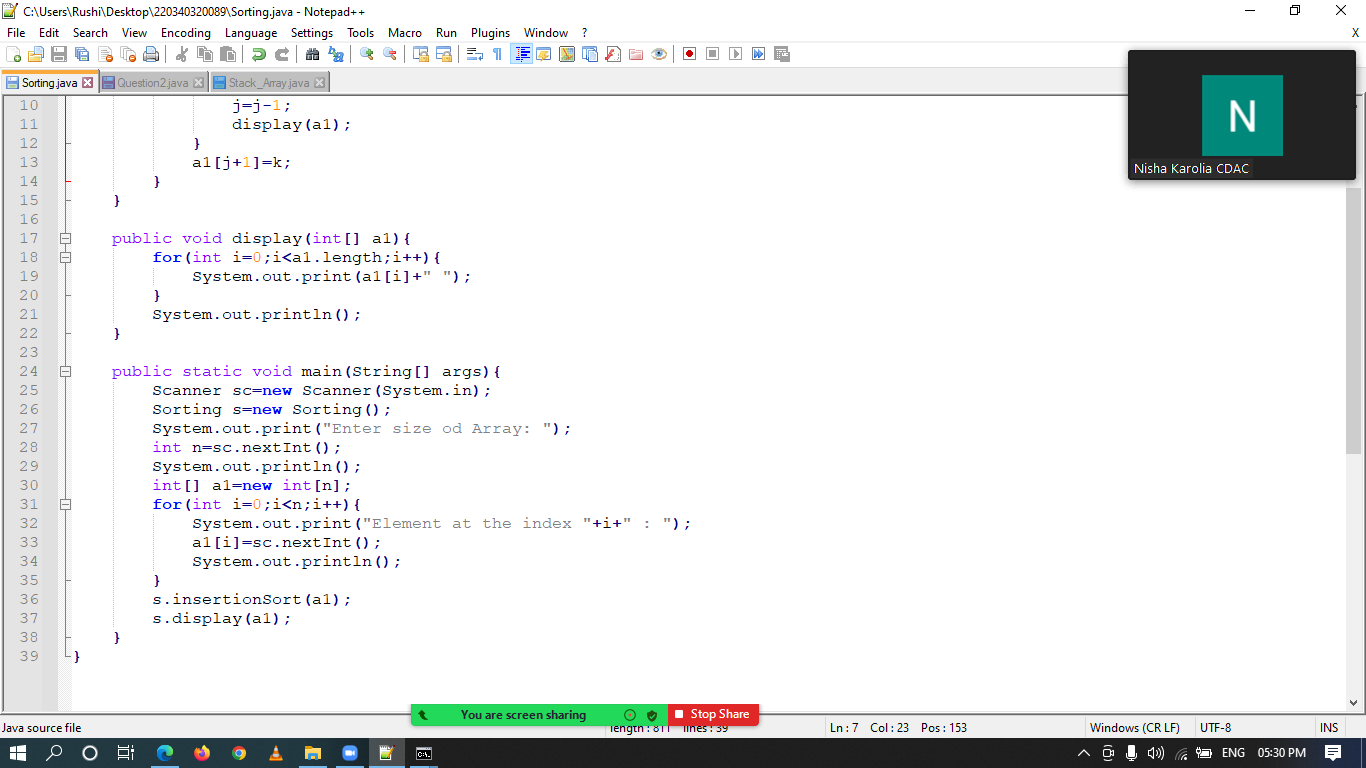 C:\Users\Rushi\Desktop\220340320089\Sorting.java - Notepad++
File Edit Search View Encoding Language Settings Tools Macro Run Plugins Window ? X
Sorting.java Question2.java Stack_Array.java
N
Nisha Karolia CDAC
10 j=j-1;
11 display(a1);
12 }
13 a1[j+1]=k;
14 }
15 }
16
17 public void display(int[] a1){
18 for(int i=0;i<a1.length;i++){
19 System.out.print(a1[i]+" ");
20 }
21 System.out.println();
22 }
23
24 public static void main(String[] args){
25 Scanner sc=new Scanner(System.in);
26 Sorting s=new Sorting();
27 System.out.print("Enter size od Array: ");
28 int n=sc.nextInt();
29 System.out.println();
30 int[] a1=new int[n];
31 for(int i=0;i<n;i++){
32 System.out.print("Element at the index "+i+" : ");
33 a1[i]=sc.nextInt();
34 System.out.println();
35 }
36 s.insertionSort(a1);
37 s.display(a1);
38 }
39 }
You are screen sharing Stop Share
Java source file length : 811 lines : 39 Ln : 7 Col : 23 Pos : 153 Windows (CR LF) UTF-8 INS
ENG 05:30 PM